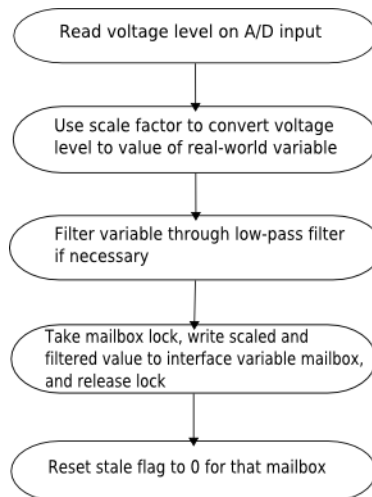 Read voltage level on A/D input
Use scale factor to convert voltage
level to value of real-world variable
Filter variable through low-pass filter
if necessary
Take mailbox lock, write scaled and
filtered value to interface variable mailbox,
and release lock
Reset stale flag to 0 for that mailbox